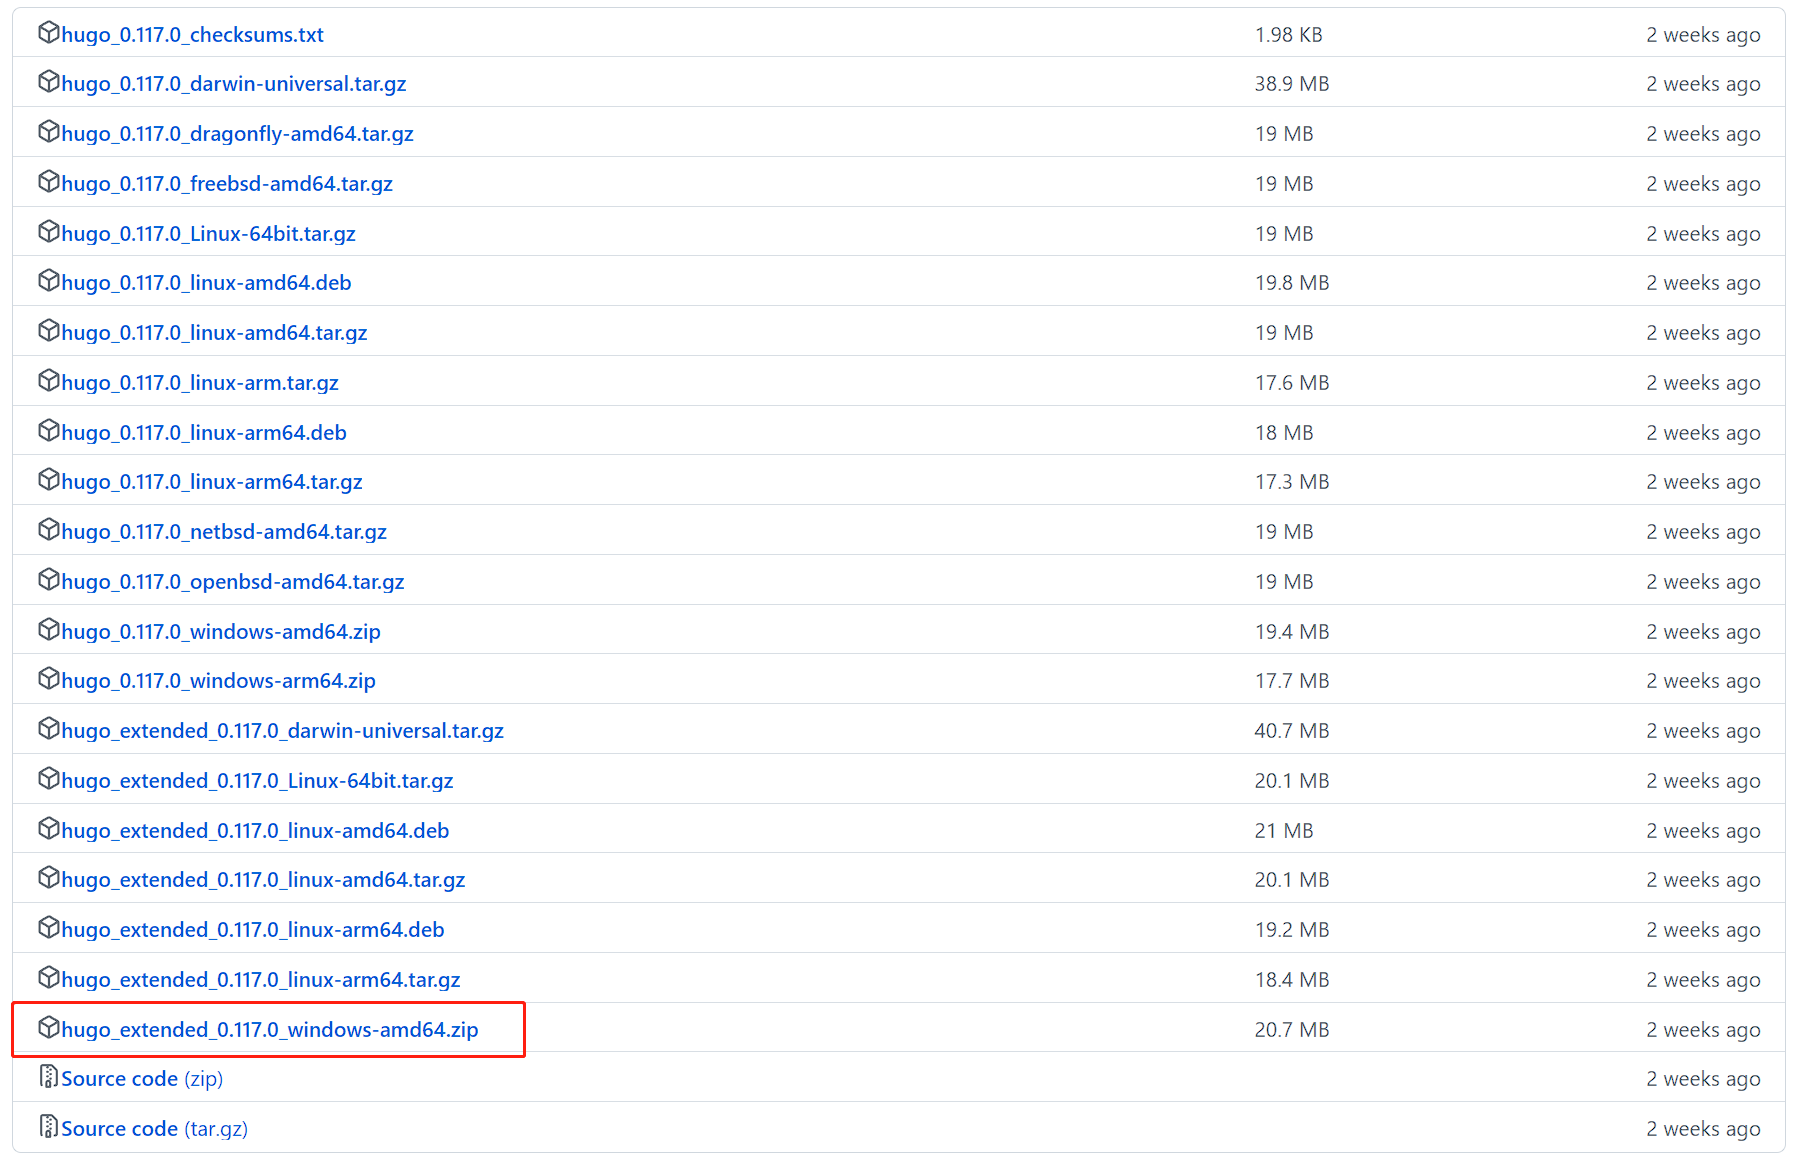 hugo_0.117.0_checksums.txt 1.98 KB 2 weeks ago
hugo_0.117.0_darwin-universal.tar.gz 38.9 MB 2 weeks ago
hugo_0.117.0_dragonfly-amd64.tar.gz 19 MB 2 weeks ago
hugo_0.117.0_freebsd-amd64.tar.gz 19 MB 2 weeks ago
hugo_0.117.0_Linux-64bit.tar.gz 19 MB 2 weeks ago
hugo_0.117.0_linux-amd64.deb 19.8 MB 2 weeks ago
hugo_0.117.0_linux-amd64.tar.gz 19 MB 2 weeks ago
hugo_0.117.0_linux-arm.tar.gz 17.6 MB 2 weeks ago
hugo_0.117.0_linux-arm64.deb 18 MB 2 weeks ago
hugo_0.117.0_linux-arm64.tar.gz 17.3 MB 2 weeks ago
hugo_0.117.0_netbsd-amd64.tar.gz 19 MB 2 weeks ago
hugo_0.117.0_openbsd-amd64.tar.gz 19 MB 2 weeks ago
hugo_0.117.0_windows-amd64.zip 19.4 MB 2 weeks ago
hugo_0.117.0_windows-arm64.zip 17.7 MB 2 weeks ago
hugo_extended_0.117.0_darwin-universal.tar.gz 40.7 MB 2 weeks ago
hugo_extended_0.117.0_Linux-64bit.tar.gz 20.1 MB 2 weeks ago
hugo_extended_0.117.0_linux-amd64.deb 21 MB 2 weeks ago
hugo_extended_0.117.0_linux-amd64.tar.gz 20.1 MB 2 weeks ago
hugo_extended_0.117.0_linux-arm64.deb 19.2 MB 2 weeks ago
hugo_extended_0.117.0_linux-arm64.tar.gz 18.4 MB 2 weeks ago
hugo_extended_0.117.0_windows-amd64.zip 20.7 MB 2 weeks ago
Source code (zip) 2 weeks ago
Source code (tar.gz) 2 weeks ago